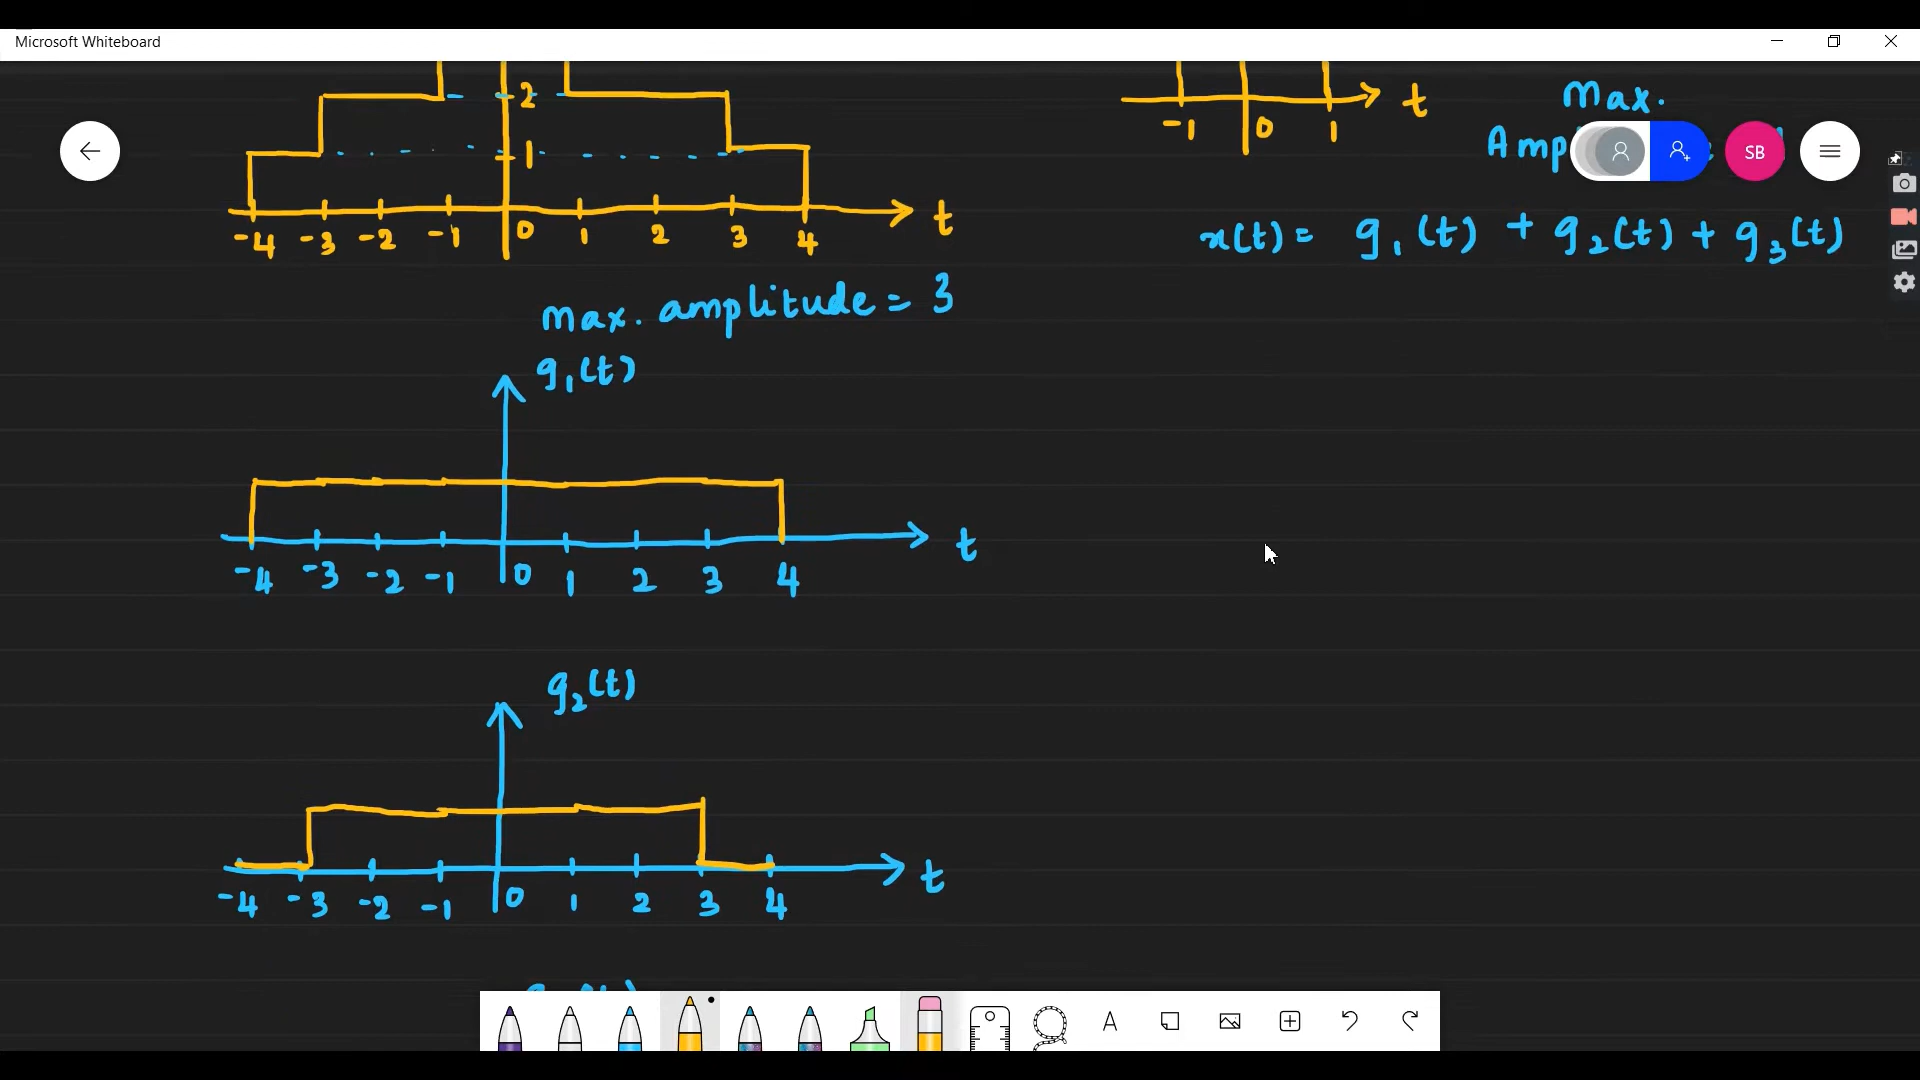 Microsoft Whiteboard
2
1
-4 -3 -2 -1 0 1 2 3 4 t
-1 0 1 t
Max.
SB
x(t) = g₁(t) + g₂(t) + g₃(t)
max. amplitude = 3
g₁(t)
-4 -3 -2 -1 0 1 2 3 4 t
g₂(t)
-4 -3 -2 -1 0 1 2 3 4 t
A